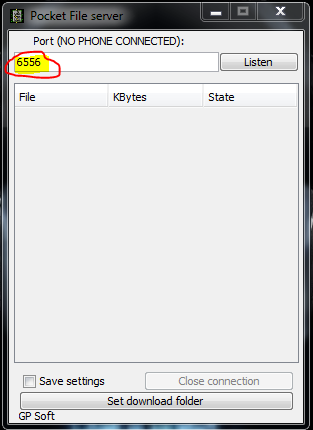 Pocket File server
Port (NO PHONE CONNECTED):
6556 Listen
File KBytes State
Save settings Close connection
Set download folder
GP Soft